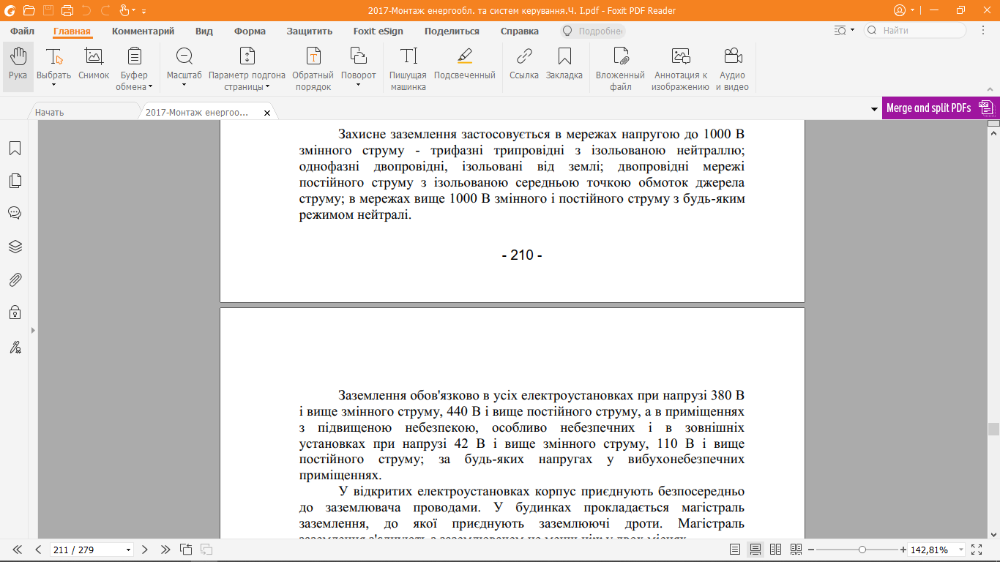 2017-Монтаж енергообл. та систем керування.Ч. І.pdf - Foxit PDF Reader
Файл Главная Комментарий Вид Форма Защитить Foxit eSign Поделиться Справка Подробнее Найти
Рука
Выбрать
Снимок
Буфер
обмена
Масштаб
Параметр подгона
страницы
Обратный
порядок
Поворот
Пишущая
машинка
Подсвеченный
Ссылка
Закладка
Вложенный
файл
Аннотация к
изображению
Аудио
и видео
Начать
2017-Монтаж енергоо...
Merge and split PDFs
Захисне заземлення застосовується в мережах напругою до 1000 В
змінного струму - трифазні трипровідні з ізольованою нейтраллю;
однофазні двопровідні, ізольовані від землі; двопровідні мережі
постійного струму з ізольованою середньою точкою обмоток джерела
струму; в мережах вище 1000 В змінного і постійного струму з будь-яким
режимом нейтралі.
- 210 -
Заземлення обов'язково в усіх електроустановках при напрузі 380 В
і вище змінного струму, 440 В і вище постійного струму, а в приміщеннях
з підвищеною небезпекою, особливо небезпечних і в зовнішніх
установках при напрузі 42 В і вище змінного струму, 110 В і вище
постійного струму; за будь-яких напругах у вибухонебезпечних
приміщеннях.
У відкритих електроустановках корпус приєднують безпосередньо
до заземлювача проводами. У будинках прокладається магістраль
заземлення, до якої приєднують заземлюючі дроти. Магістраль
заземлення з'єднують з заземлювачем не менш ніж у двох місцях.
211 / 279
142,81%